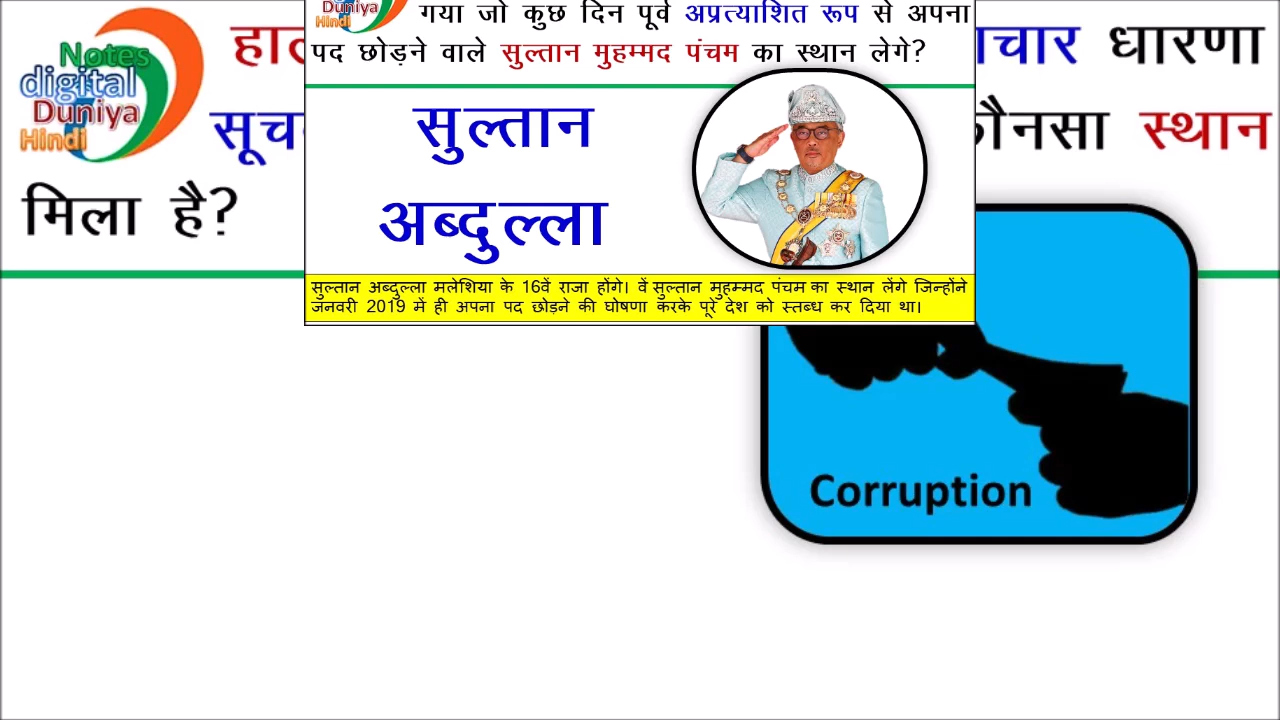 Notes
digital
Duniya
Hindi
मिला है?
Duniya
Hindi
गया जो कुछ दिन पूर्व अप्रत्याशित रूप से अपना
पद छोड़ने वाले सुल्तान मुहम्मद पंचम का स्थान लेगे?
सुल्तान
अब्दुल्ला
सुल्तान अब्दुल्ला मलेशिया के 16वें राजा होंगे। वें सुल्तान मुहम्मद पंचम का स्थान लेंगे जिन्होंने
जनवरी 2019 में ही अपना पद छोड़ने की घोषणा करके पूरे देश को स्तब्ध कर दिया था।
धारणा
स्थान
Corruption